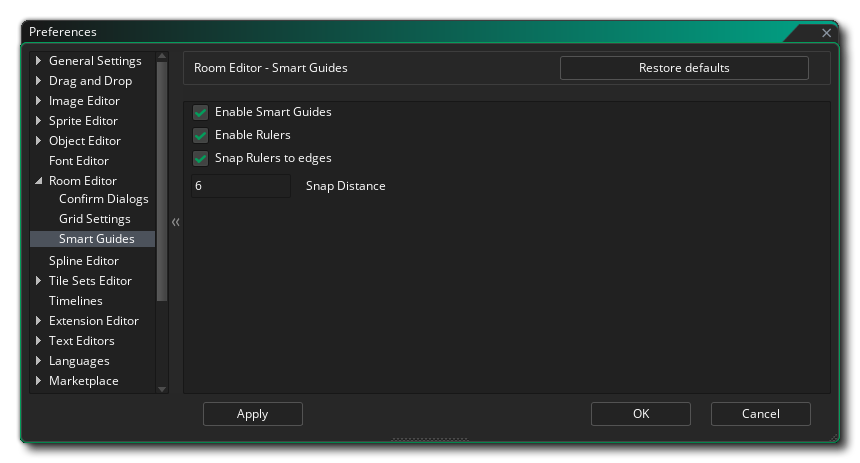 Preferences
General Settings
Drag and Drop
Image Editor
Sprite Editor
Object Editor
Font Editor
Room Editor
Confirm Dialogs
Grid Settings
Smart Guides
Spline Editor
Tile Sets Editor
Timelines
Extension Editor
Text Editors
Languages
Marketplace
Room Editor - Smart Guides
Restore defaults
Enable Smart Guides
Enable Rulers
Snap Rulers to edges
6 Snap Distance
Apply
OK
Cancel